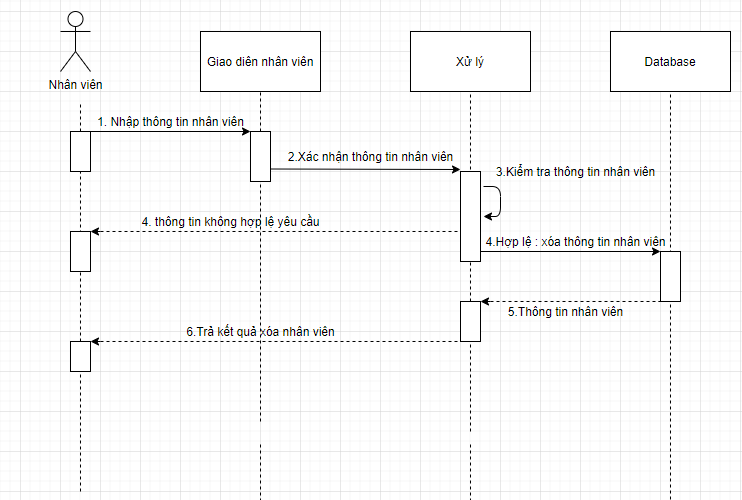 Nhân viên
Giao diện nhân viên
Xử lý
Database
1. Nhập thông tin nhân viên
2.Xác nhận thông tin nhân viên
3.Kiểm tra thông tin nhân viên
4. thông tin không hợp lệ yêu cầu
4.Hợp lệ : xóa thông tin nhân viên
5.Thông tin nhân viên
6.Trả kết quả xóa nhân viên